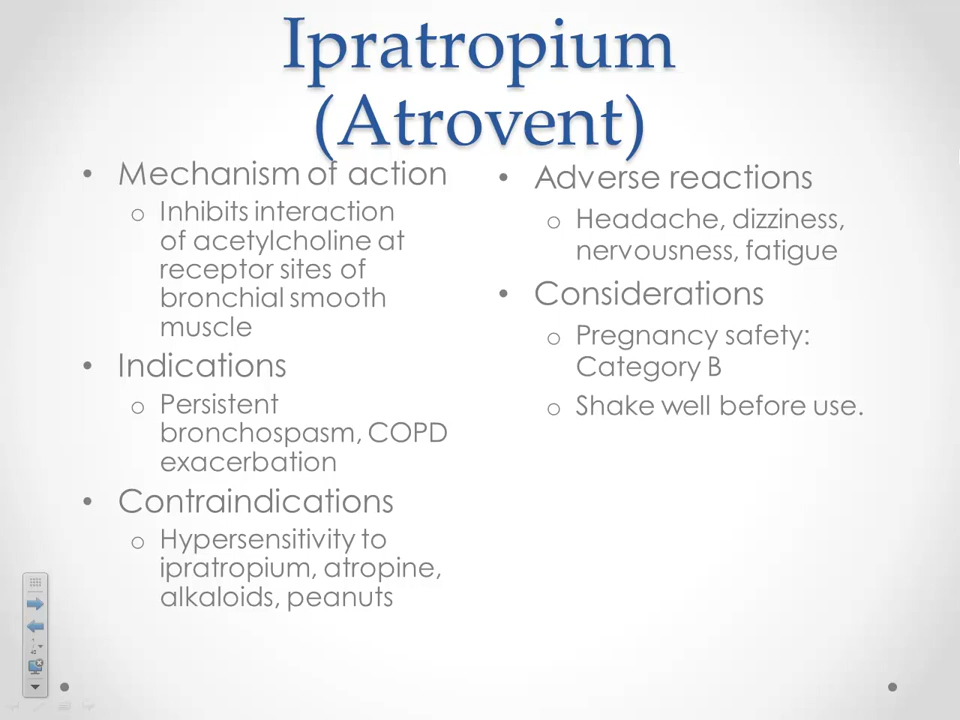 Ipratropium
(Atrovent)
• Mechanism of action
o Inhibits interaction
of acetylcholine at
receptor sites of
bronchial smooth
muscle
• Indications
o Persistent
bronchospasm, COPD
exacerbation
• Contraindications
o Hypersensitivity to
ipratropium, atropine,
alkaloids, peanuts
• Adverse reactions
o Headache, dizziness,
nervousness, fatigue
• Considerations
o Pregnancy safety:
Category B
o Shake well before use.